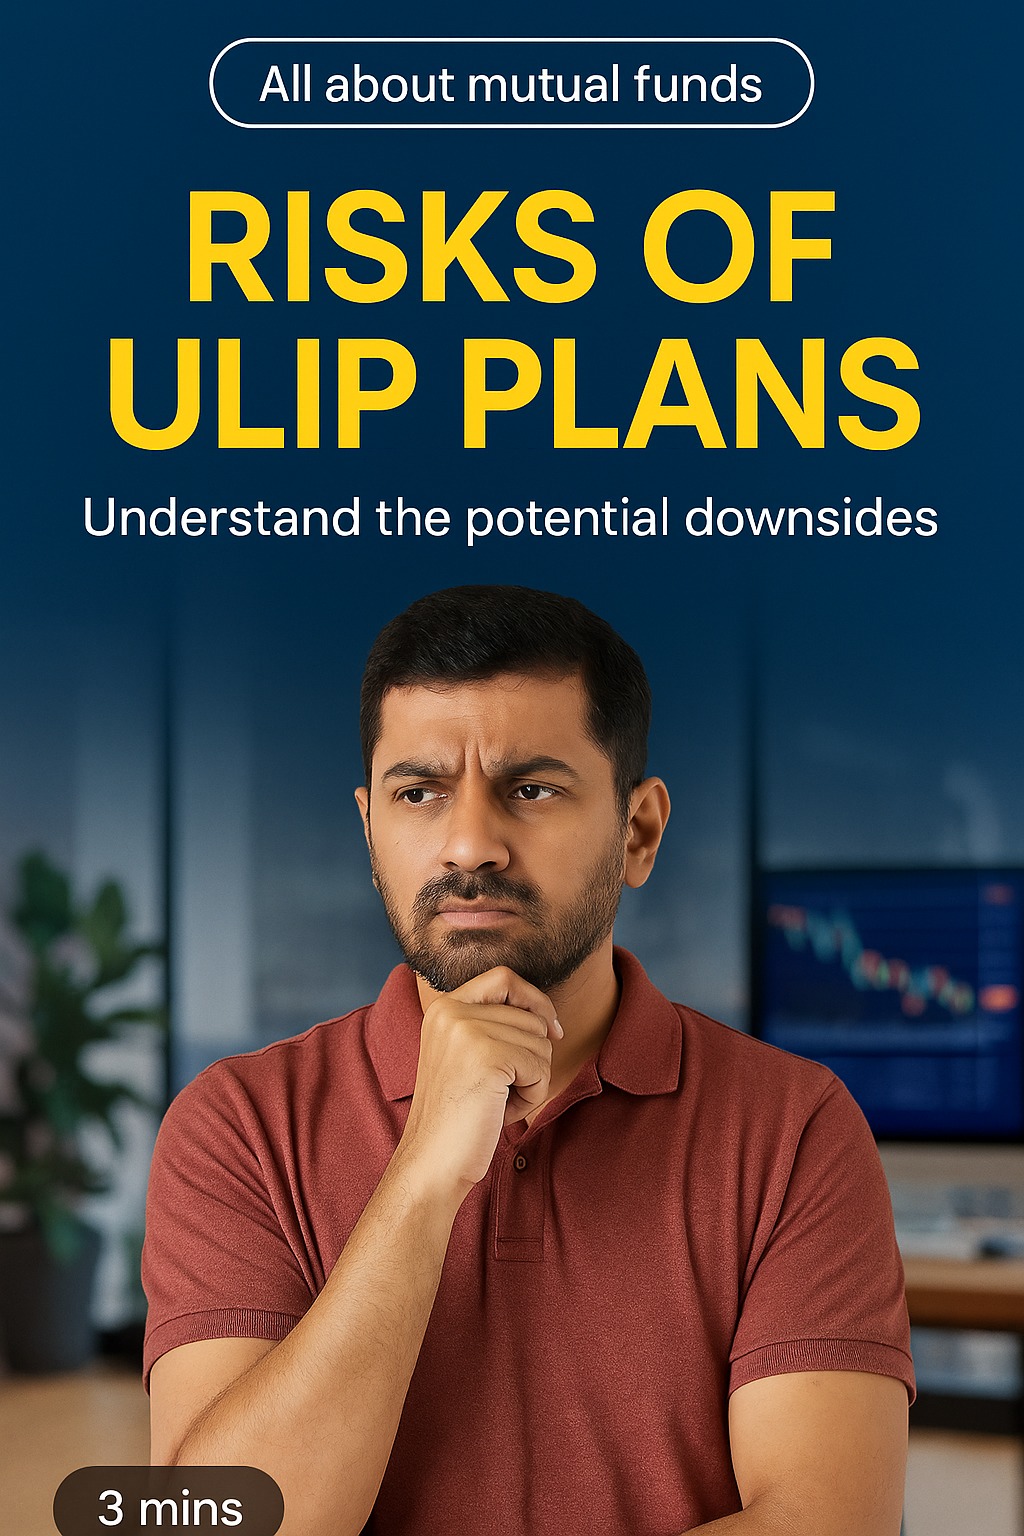 All about mutual funds
RISKS OF
ULIP PLANS
Understand the potential downsides
3 mins